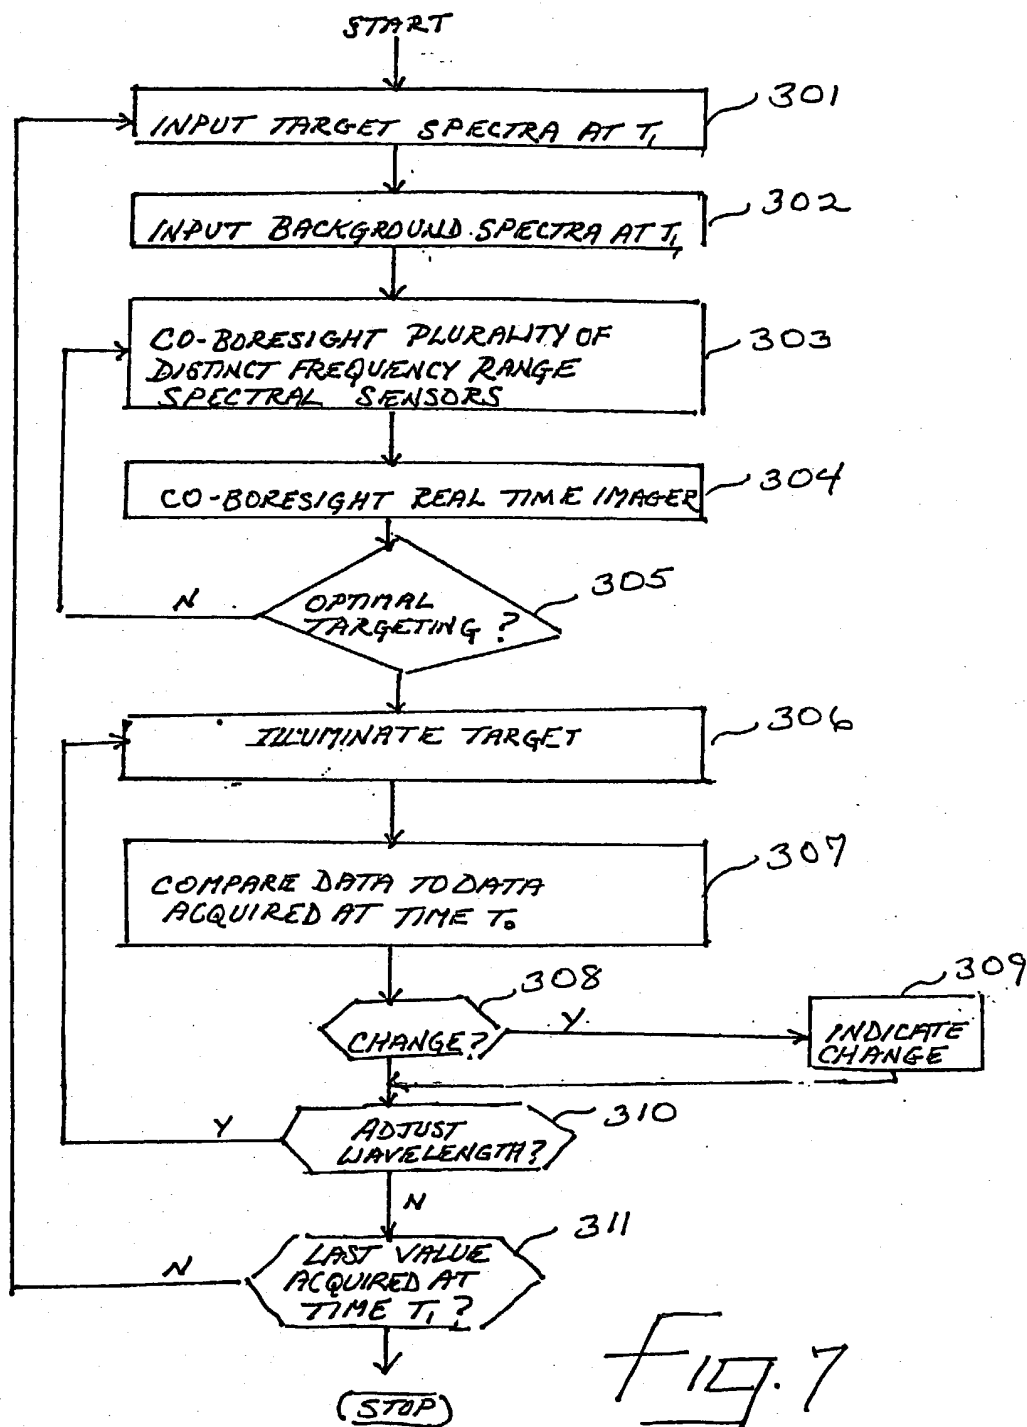 START
301
INPUT TARGET SPECTRA AT T₁
302
INPUT BACKGROUND SPECTRA AT T₁
303
CO-BORESIGHT PLURALITY OF
DISTINCT FREQUENCY RANGE
SPECTRAL SENSORS
304
CO-BORESIGHT REAL TIME IMAGER
305
OPTIMAL
TARGETING?
N
306
ILLUMINATE TARGET
307
COMPARE DATA TO DATA
ACQUIRED AT TIME T₀
308
CHANGE?
Y
309
INDICATE
CHANGE
310
ADJUST
WAVELENGTH?
Y
N
311
LAST VALUE
ACQUIRED AT
TIME T₁?
N
STOP
Fig. 7